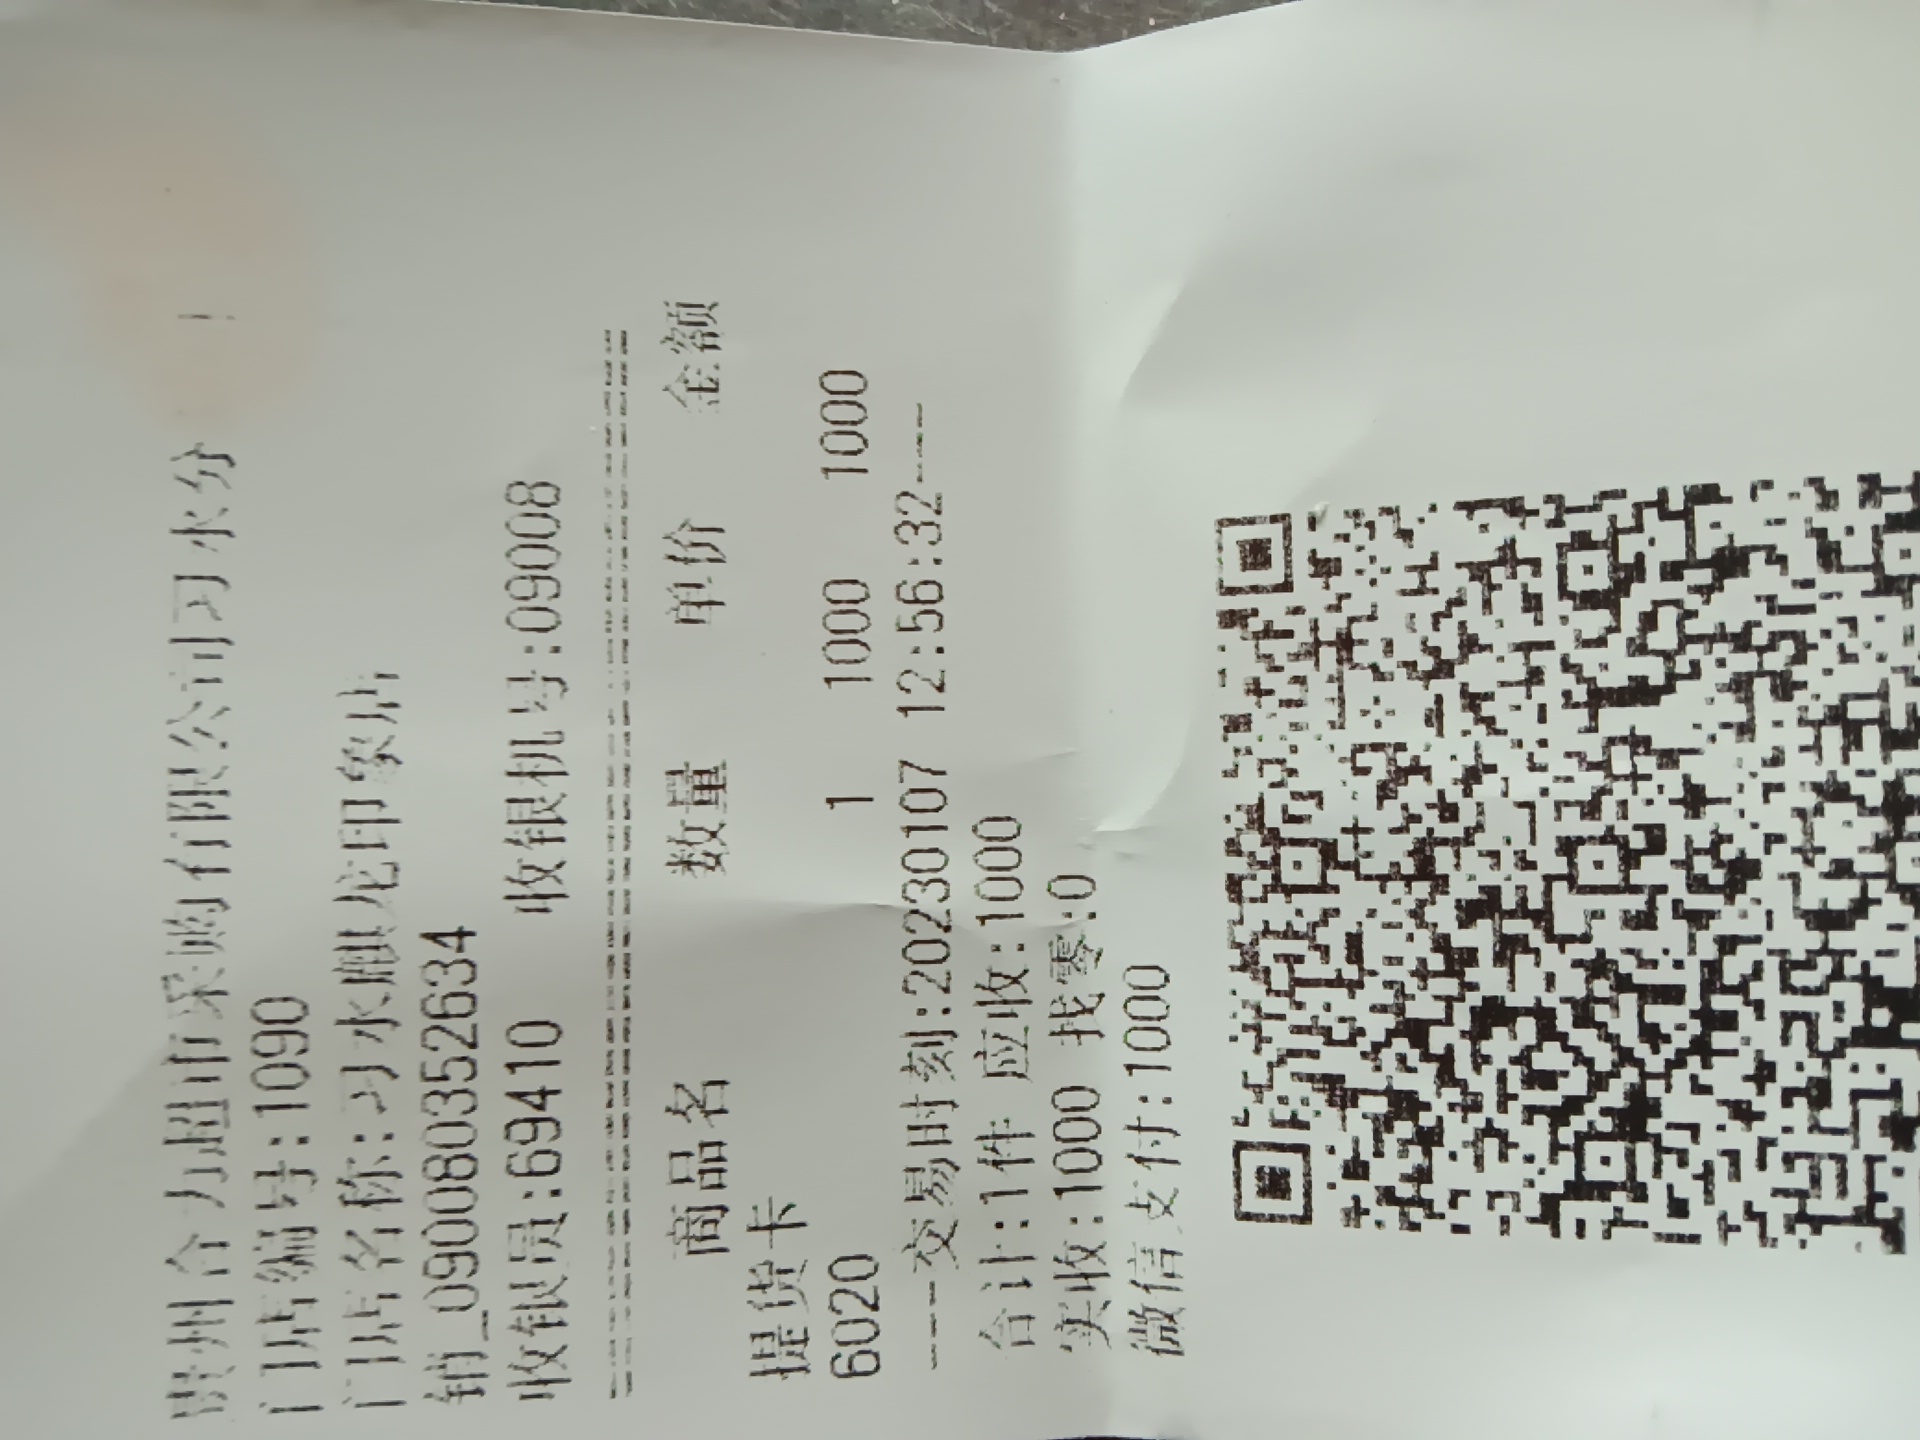 贵州合力超市采购有限公司习水分
门店编号:1090
门店名称:习水麒龙印象店
销_0900803526​34
收银员:69410 收银机号:09008
商品名 数量 单价 金额
提货卡
6020 1 1000 1000
----交易时刻:20230107 12:56:32----
合计:1件 应收:1000
实收:1000 找零:0
微信支付:1000